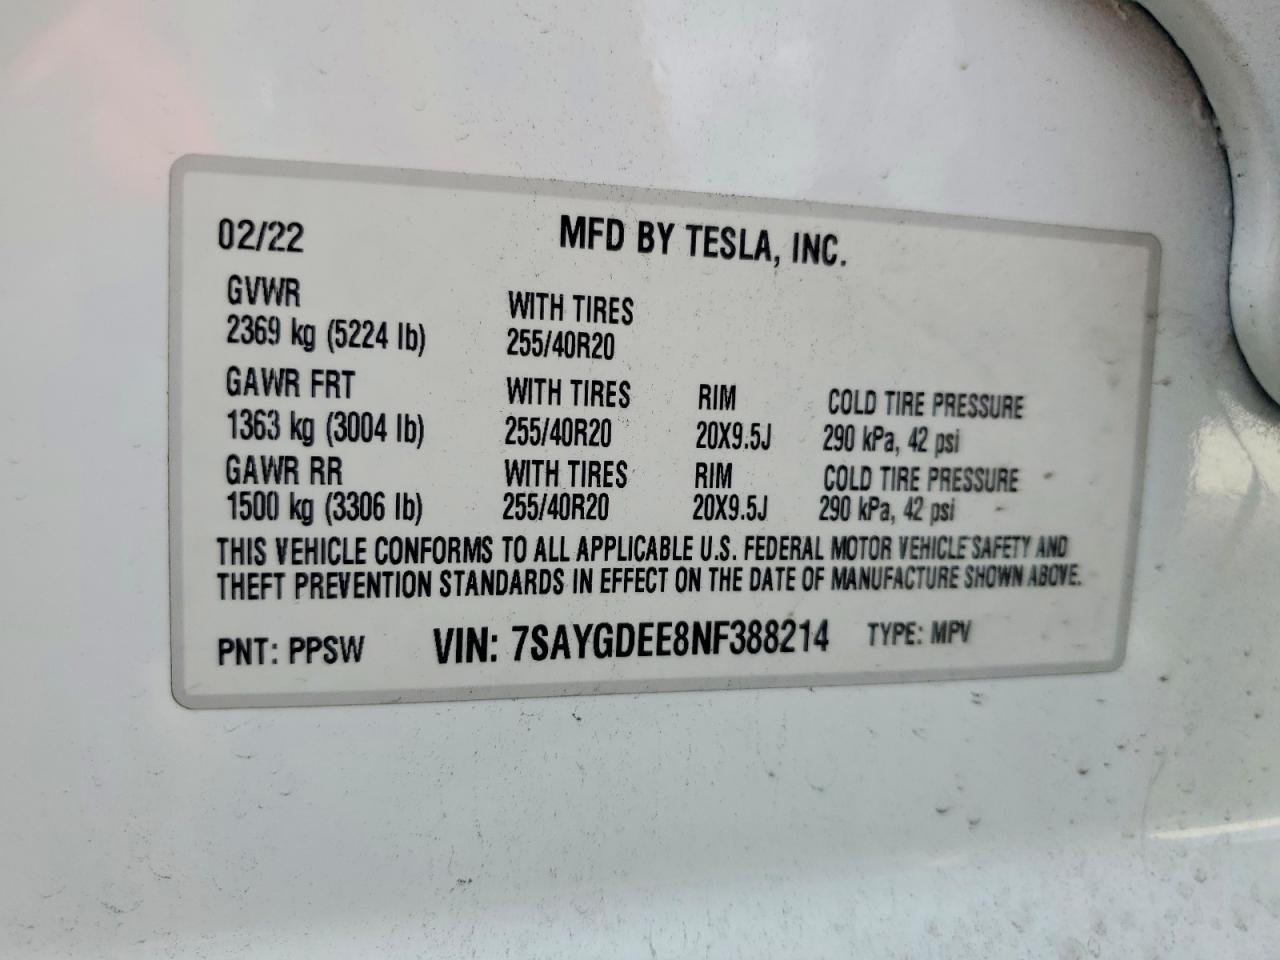 02/22 MFD BY TESLA, INC.
GVWR WITH TIRES
2369 kg (5224 lb) 255/40R20
GAWR FRT WITH TIRES RIM COLD TIRE PRESSURE
1363 kg (3004 lb) 255/40R20 20X9.5J 290 kPa, 42 psi
GAWR RR WITH TIRES RIM COLD TIRE PRESSURE
1500 kg (3306 lb) 255/40R20 20X9.5J 290 kPa, 42 psi
THIS VEHICLE CONFORMS TO ALL APPLICABLE U.S. FEDERAL MOTOR VEHICLE SAFETY AND
THEFT PREVENTION STANDARDS IN EFFECT ON THE DATE OF MANUFACTURE SHOWN ABOVE.
PNT: PPSW VIN: 7SAYGDEE8NF388214 TYPE: MPV